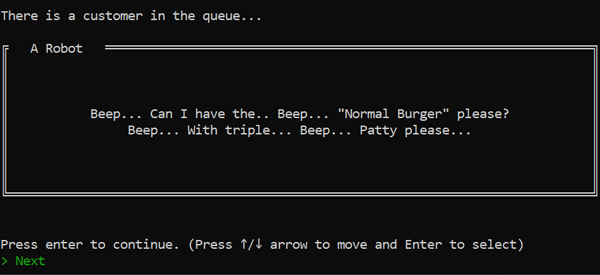 There is a customer in the queue...
A Robot
Beep... Can I have the.. Beep... "Normal Burger" please?
Beep... With triple... Beep... Patty please...
Press enter to continue. (Press ↑/↓ arrow to move and Enter to select)
> Next